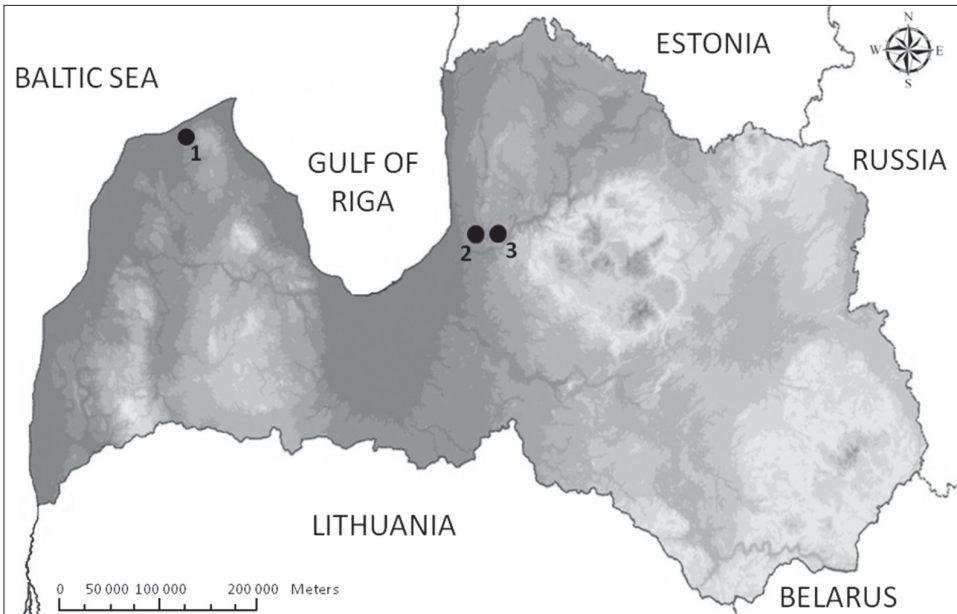 ESTONIA
N
W E
S
BALTIC SEA
1
GULF OF
RIGA
RUSSIA
2 3
LITHUANIA
0 50 000 100 000 200 000 Meters
BELARUS